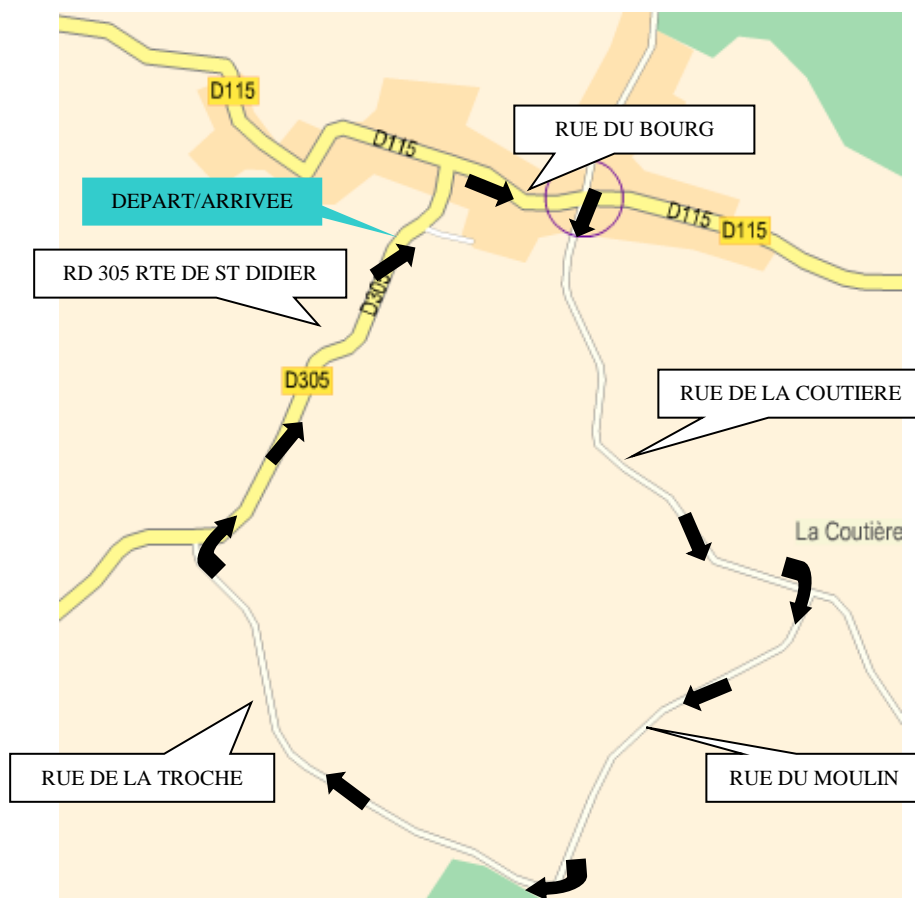 D115
D115
RUE DU BOURG
DEPART/ARRIVEE
D115
D115
RD 305 RTE DE ST DIDIER
D305
D305
RUE DE LA COUTIERE
La Coutière
RUE DE LA TROCHE
RUE DU MOULIN